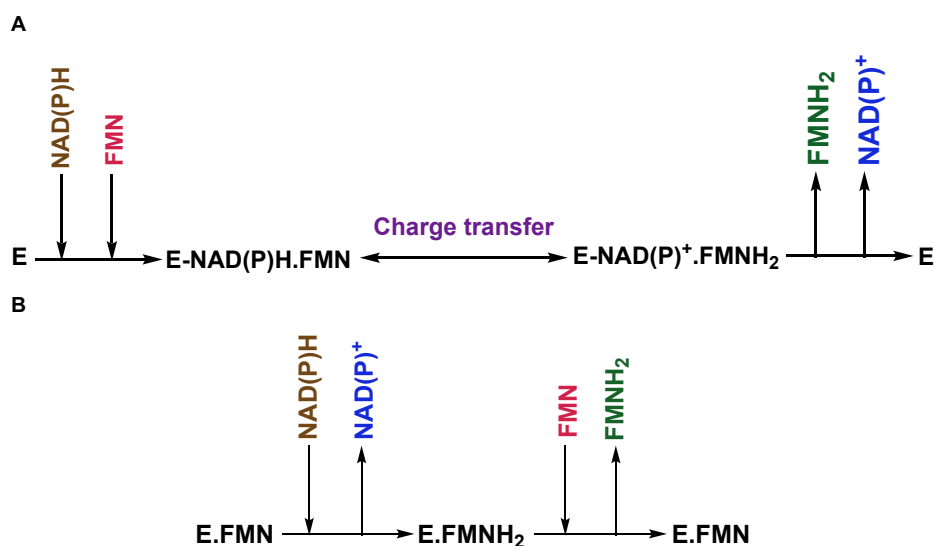 A
NAD(P)H
FMN
FMNH₂
NAD(P)⁺
Charge transfer
E
E-NAD(P)H.FMN
E-NAD(P)⁺.FMNH₂
E
B
NAD(P)H
NAD(P)⁺
FMN
FMNH₂
E.FMN
E.FMNH₂
E.FMN